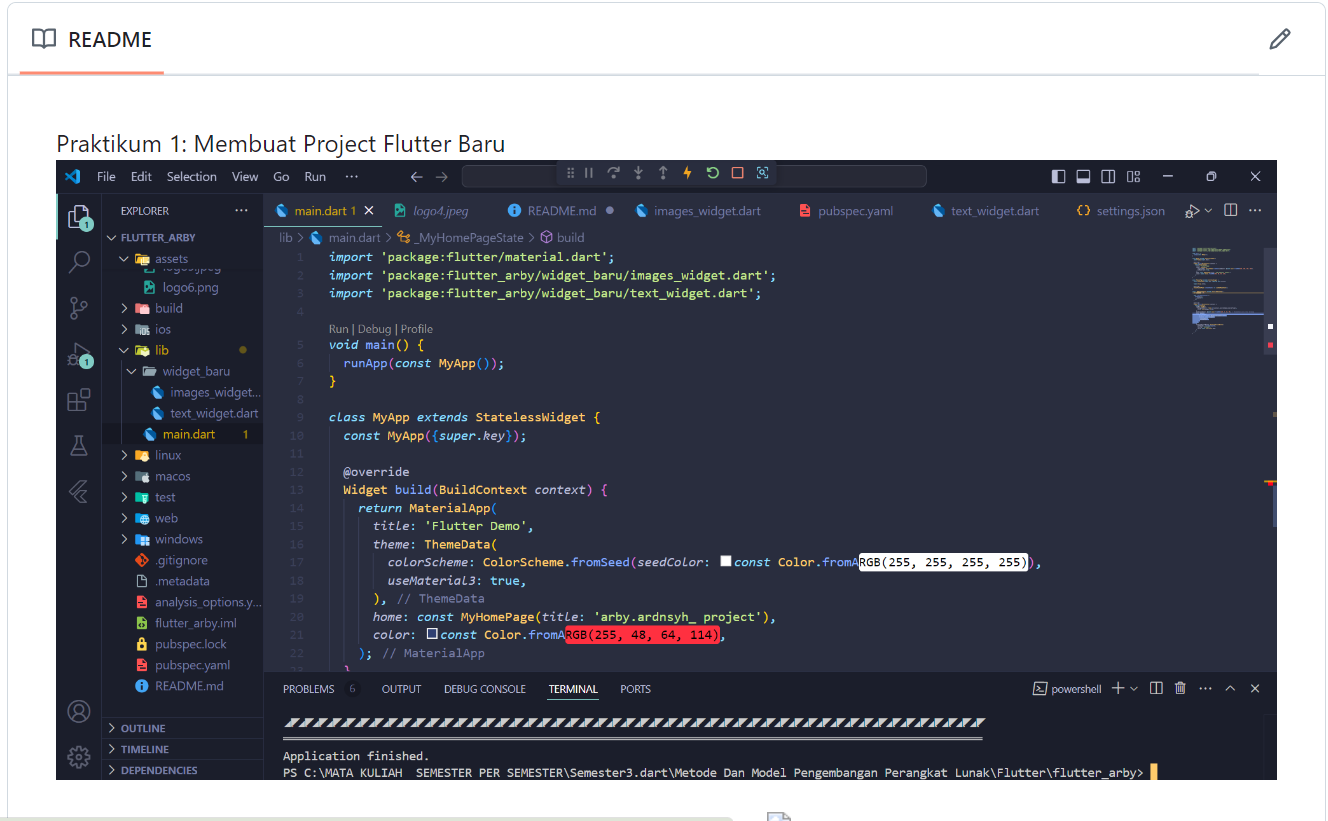 README
Praktikum 1: Membuat Project Flutter Baru
File Edit Selection View Go Run ···
EXPLORER ···
main.dart 1
logo4.jpeg
README.md
images_widget.dart
pubspec.yaml
text_widget.dart
settings.json
FLUTTER_ARBY
assets
logo6.png
build
ios
lib
widget_baru
images_widget...
text_widget.dart
main.dart 1
linux
macos
test
web
windows
.gitignore
.metadata
analysis_options.y...
flutter_arby.iml
pubspec.lock
pubspec.yaml
README.md
OUTLINE
TIMELINE
DEPENDENCIES
1
1
lib > main.dart > _MyHomePageState > build
1 import 'package:flutter/material.dart';
2 import 'package:flutter_arby/widget_baru/images_widget.dart';
3 import 'package:flutter_arby/widget_baru/text_widget.dart';
4
Run | Debug | Profile
5 void main() {
6 runApp(const MyApp());
7 }
8
9 class MyApp extends StatelessWidget {
10 const MyApp({super.key});
11
12 @override
13 Widget build(BuildContext context) {
14 return MaterialApp(
15 title: 'Flutter Demo',
16 theme: ThemeData(
17 colorScheme: ColorScheme.fromSeed(seedColor: const Color.fromARGB(255, 255, 255, 255)),
18 useMaterial3: true,
19 ), // ThemeData
20 home: const MyHomePage(title: 'arby.ardnsyh_ project'),
21 color: const Color.fromARGB(255, 48, 64, 114),
22 ); // MaterialApp
23 }
PROBLEMS 6 OUTPUT DEBUG CONSOLE TERMINAL PORTS
powershell
Application finished.
PS C:\MATA KULIAH  SEMESTER PER SEMESTER\Semester3.dart\Metode Dan Model Pengembangan Perangkat Lunak\Flutter\flutter_arby>